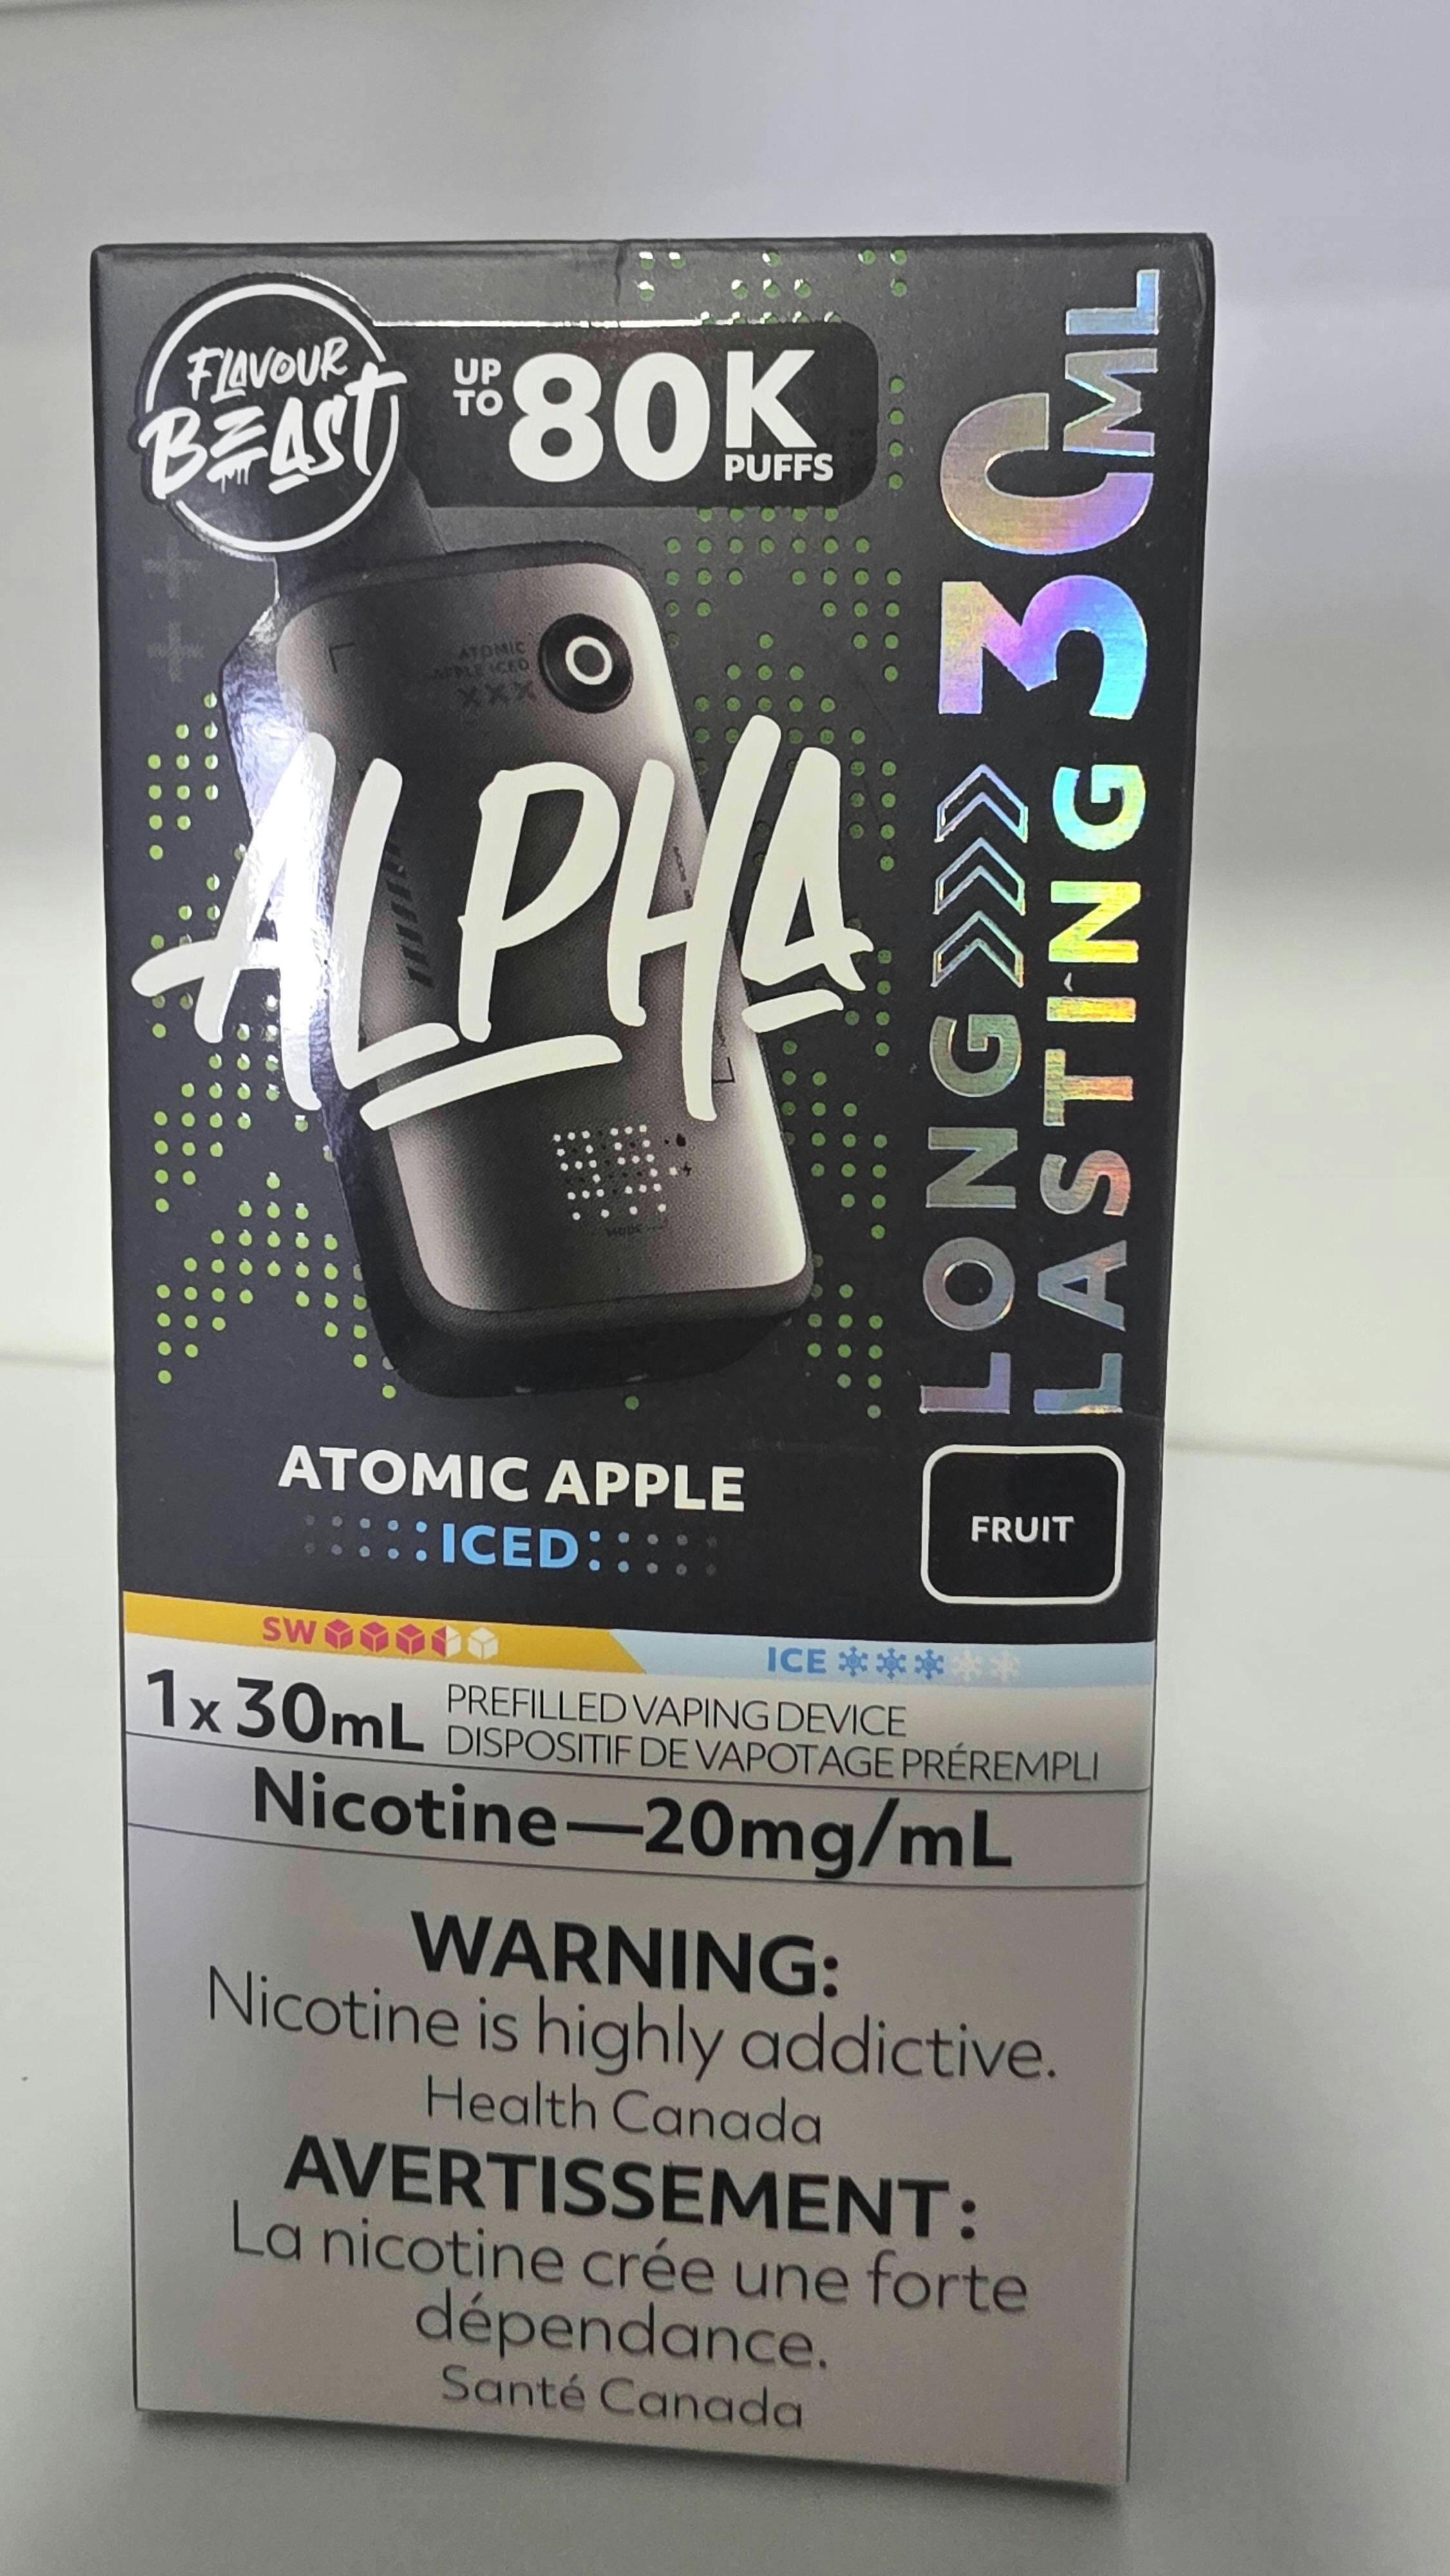 FLAVOUR
BEAST
UP
TO
80K
PUFFS
ATOMIC
APPLE ICED
XXX
ALPHA
LONG
LASTING 30ML
ATOMIC APPLE
ICED
FRUIT
SW
ICE
1x30mL
PREFILLED VAPING DEVICE
DISPOSITIF DE VAPOTAGE PRÉREMPLI
Nicotine—20mg/mL
WARNING:
Nicotine is highly addictive.
Health Canada
AVERTISSEMENT:
La nicotine crée une forte
dépendance.
Santé Canada